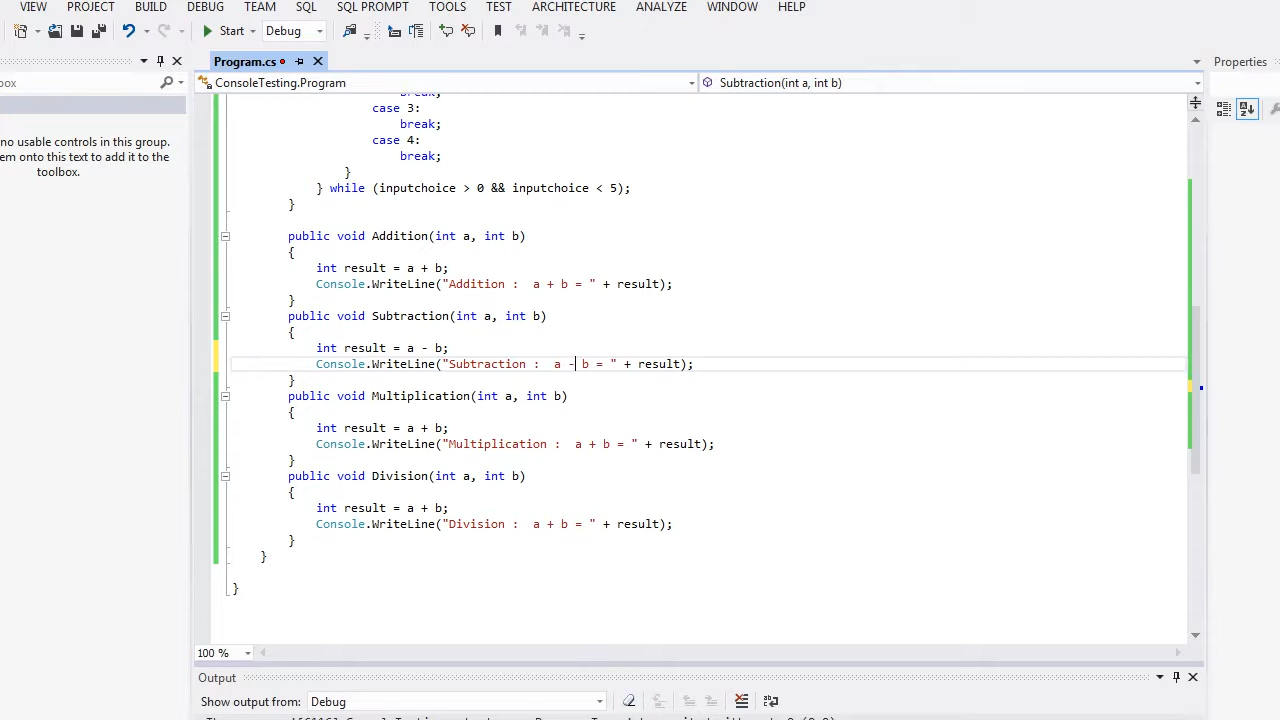 VIEW PROJECT BUILD DEBUG TEAM SQL SQL PROMPT TOOLS TEST ARCHITECTURE ANALYZE WINDOW HELP
Start Debug
Program.cs
ConsoleTesting.Program Subtraction(int a, int b) Properties
box
no usable controls in this group.
em onto this text to add it to the
toolbox.
break;
case 3:
break;
case 4:
break;
}
} while (inputchoice > 0 && inputchoice < 5);
}
public void Addition(int a, int b)
{
int result = a + b;
Console.WriteLine("Addition :  a + b = " + result);
}
public void Subtraction(int a, int b)
{
int result = a - b;
Console.WriteLine("Subtraction :  a - b = " + result);
}
public void Multiplication(int a, int b)
{
int result = a + b;
Console.WriteLine("Multiplication :  a + b = " + result);
}
public void Division(int a, int b)
{
int result = a + b;
Console.WriteLine("Division :  a + b = " + result);
}
}
}
100 %
Output
Show output from: Debug